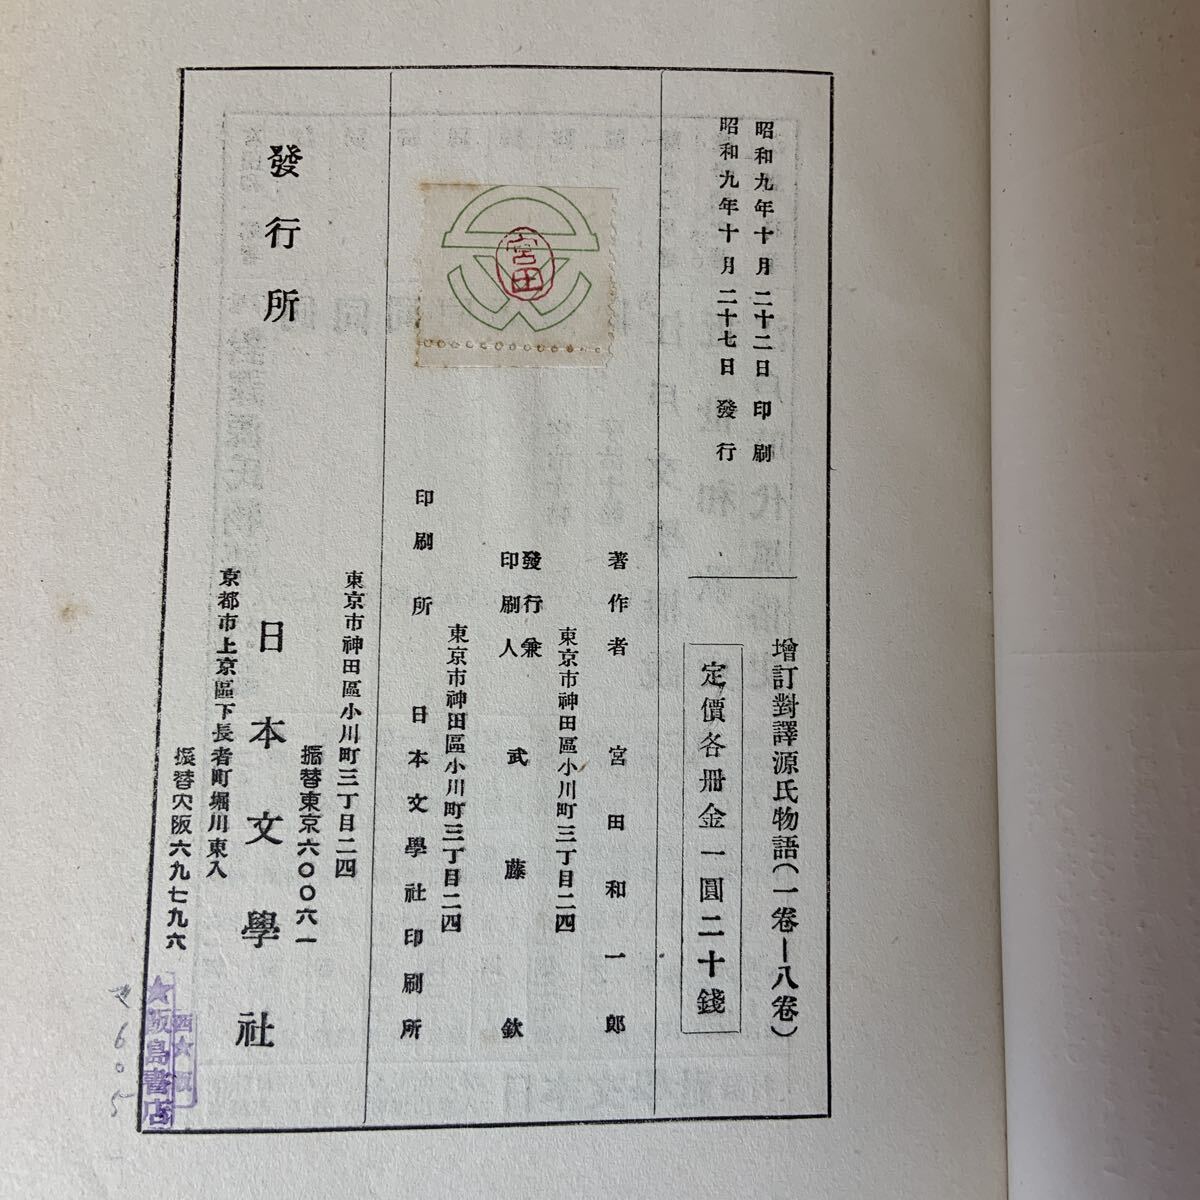 昭和九年十月二十二日印刷
昭和九年十月二十七日發行
增訂對譯源氏物語(一卷―八卷)
定價各册金一圓二十錢
著作者 宮田和一郎
東京市神田區小川町三丁目二四
發行兼
印刷人 武藤欽
東京市神田區小川町三丁目二四
印刷所 日本文學社印刷所
宮田
東京市神田區小川町三丁目二四
振替東京六〇〇六一
發行所 日本文學社
京都市上京區下長者町堀川東入
振替大阪六九七九六
★飯島書店